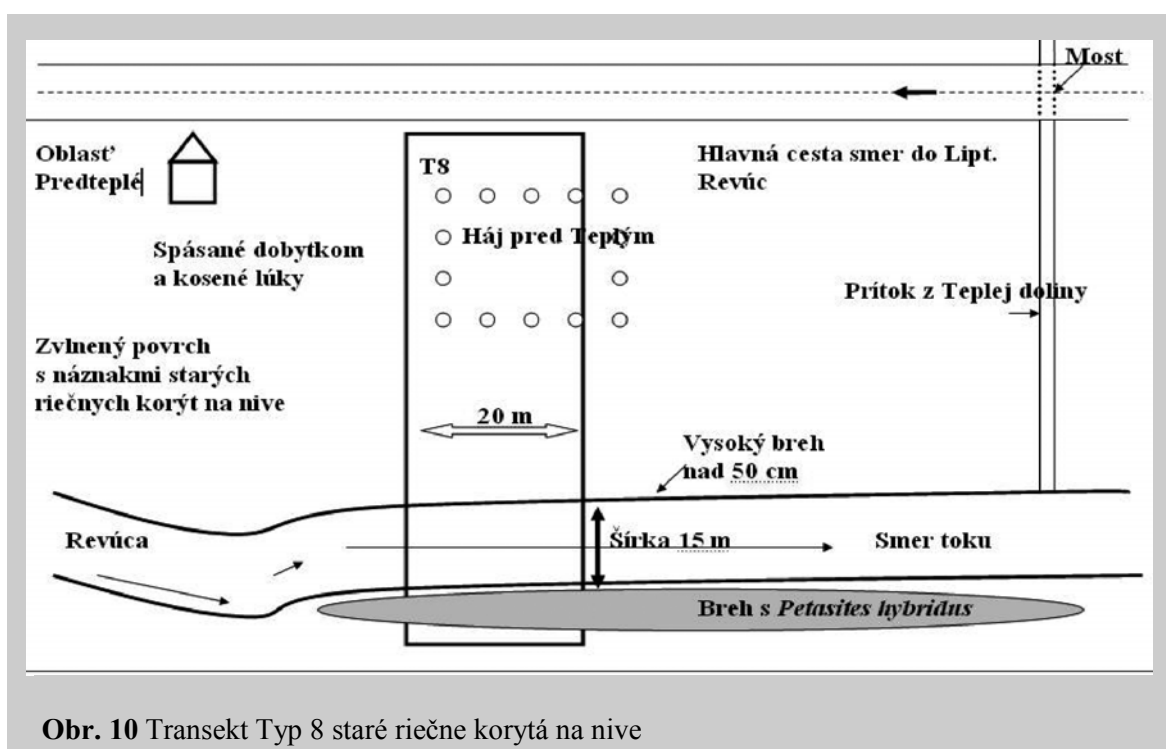 Most
Oblasť
Predteplé
T8
Hlavná cesta smer do Lipt.
Revúc
Háj pred Teplým
Spásané dobytkom
a kosené lúky
Prítok z Teplej doliny
Zvlnený povrch
s náznakmi starých
riečnych korýt na nive
20 m
Vysoký breh
nad 50 cm
Revúca
Šírka 15 m
Smer toku
Breh s Petasites hybridus
Obr. 10 Transekt Typ 8 staré riečne korytá na nive